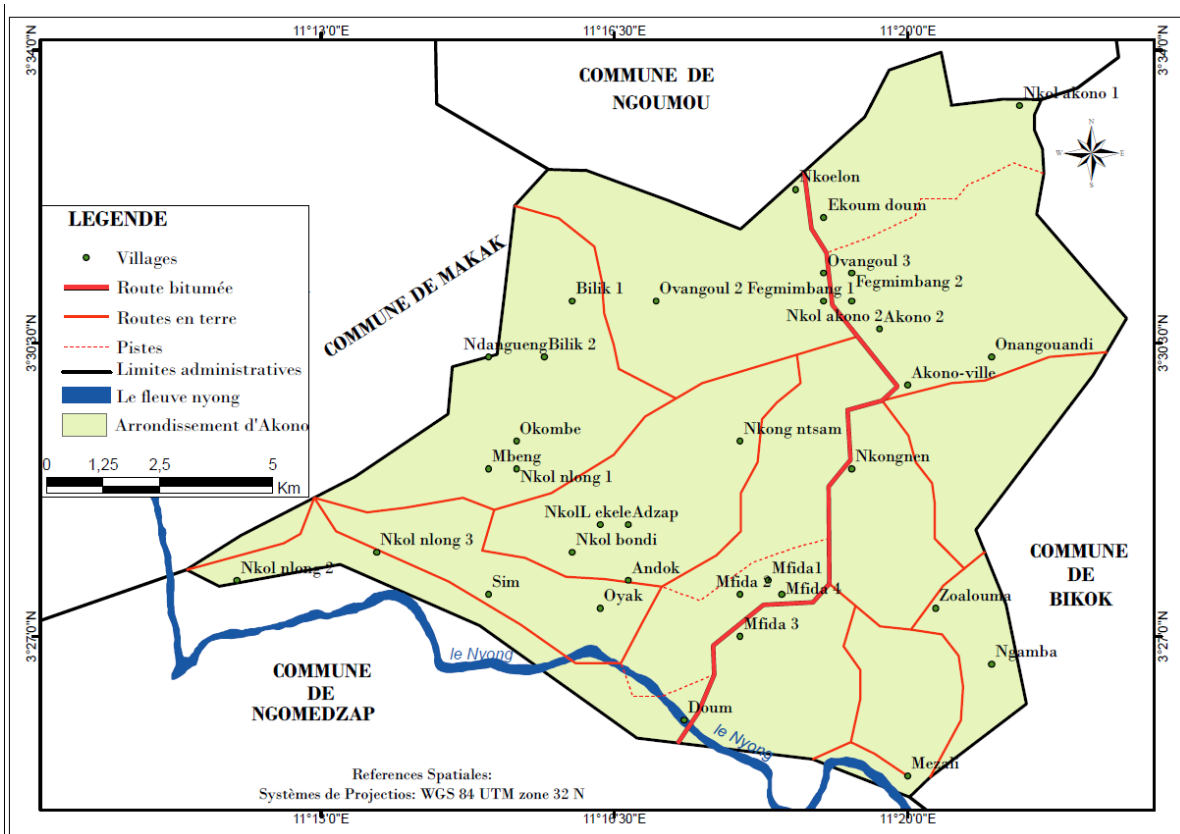 11°13'0"E
11°16'30"E
11°20'0"E
3°34'0"N
3°34'0"N
COMMUNE DE
NGOUMOU
Nkol akono 1
N
W
E
S
Nkoelon
Ekoum doum
LEGENDE
Villages
Route bitumée
Routes en terre
Pistes
Limites administratives
Le fleuve nyong
Arrondissement d'Akono
0
1,25
2,5
5
Km
COMMUNE DE MAKAK
Ovangoul 3
Fegmimbang 2
Bilik 1
Ovangoul 2
Fegmimbang 1
Nkol akono 2
Akono 2
3°30'30"N
3°30'30"N
Ndangueng
Bilik 2
Onangouandi
Akono-ville
Okombe
Nkong ntsam
Mbeng
Nkol nlong 1
Nkongnen
NkolL ekele
Adzap
Nkol nlong 3
Nkol bondi
COMMUNE
DE
BIKOK
Nkol nlong 2
Sim
Andok
Oyak
Mfida 2
Mfida1
Mfida 4
Zoalouma
3°27'0"N
3°27'0"N
Mfida 3
le Nyong
Ngamba
COMMUNE
DE
NGOMEDZAP
Doum
le Nyong
Mezali
References Spatiales:
Systèmes de Projectios: WGS 84 UTM zone 32 N
11°15'0"E
11°16'30"E
11°20'0"E